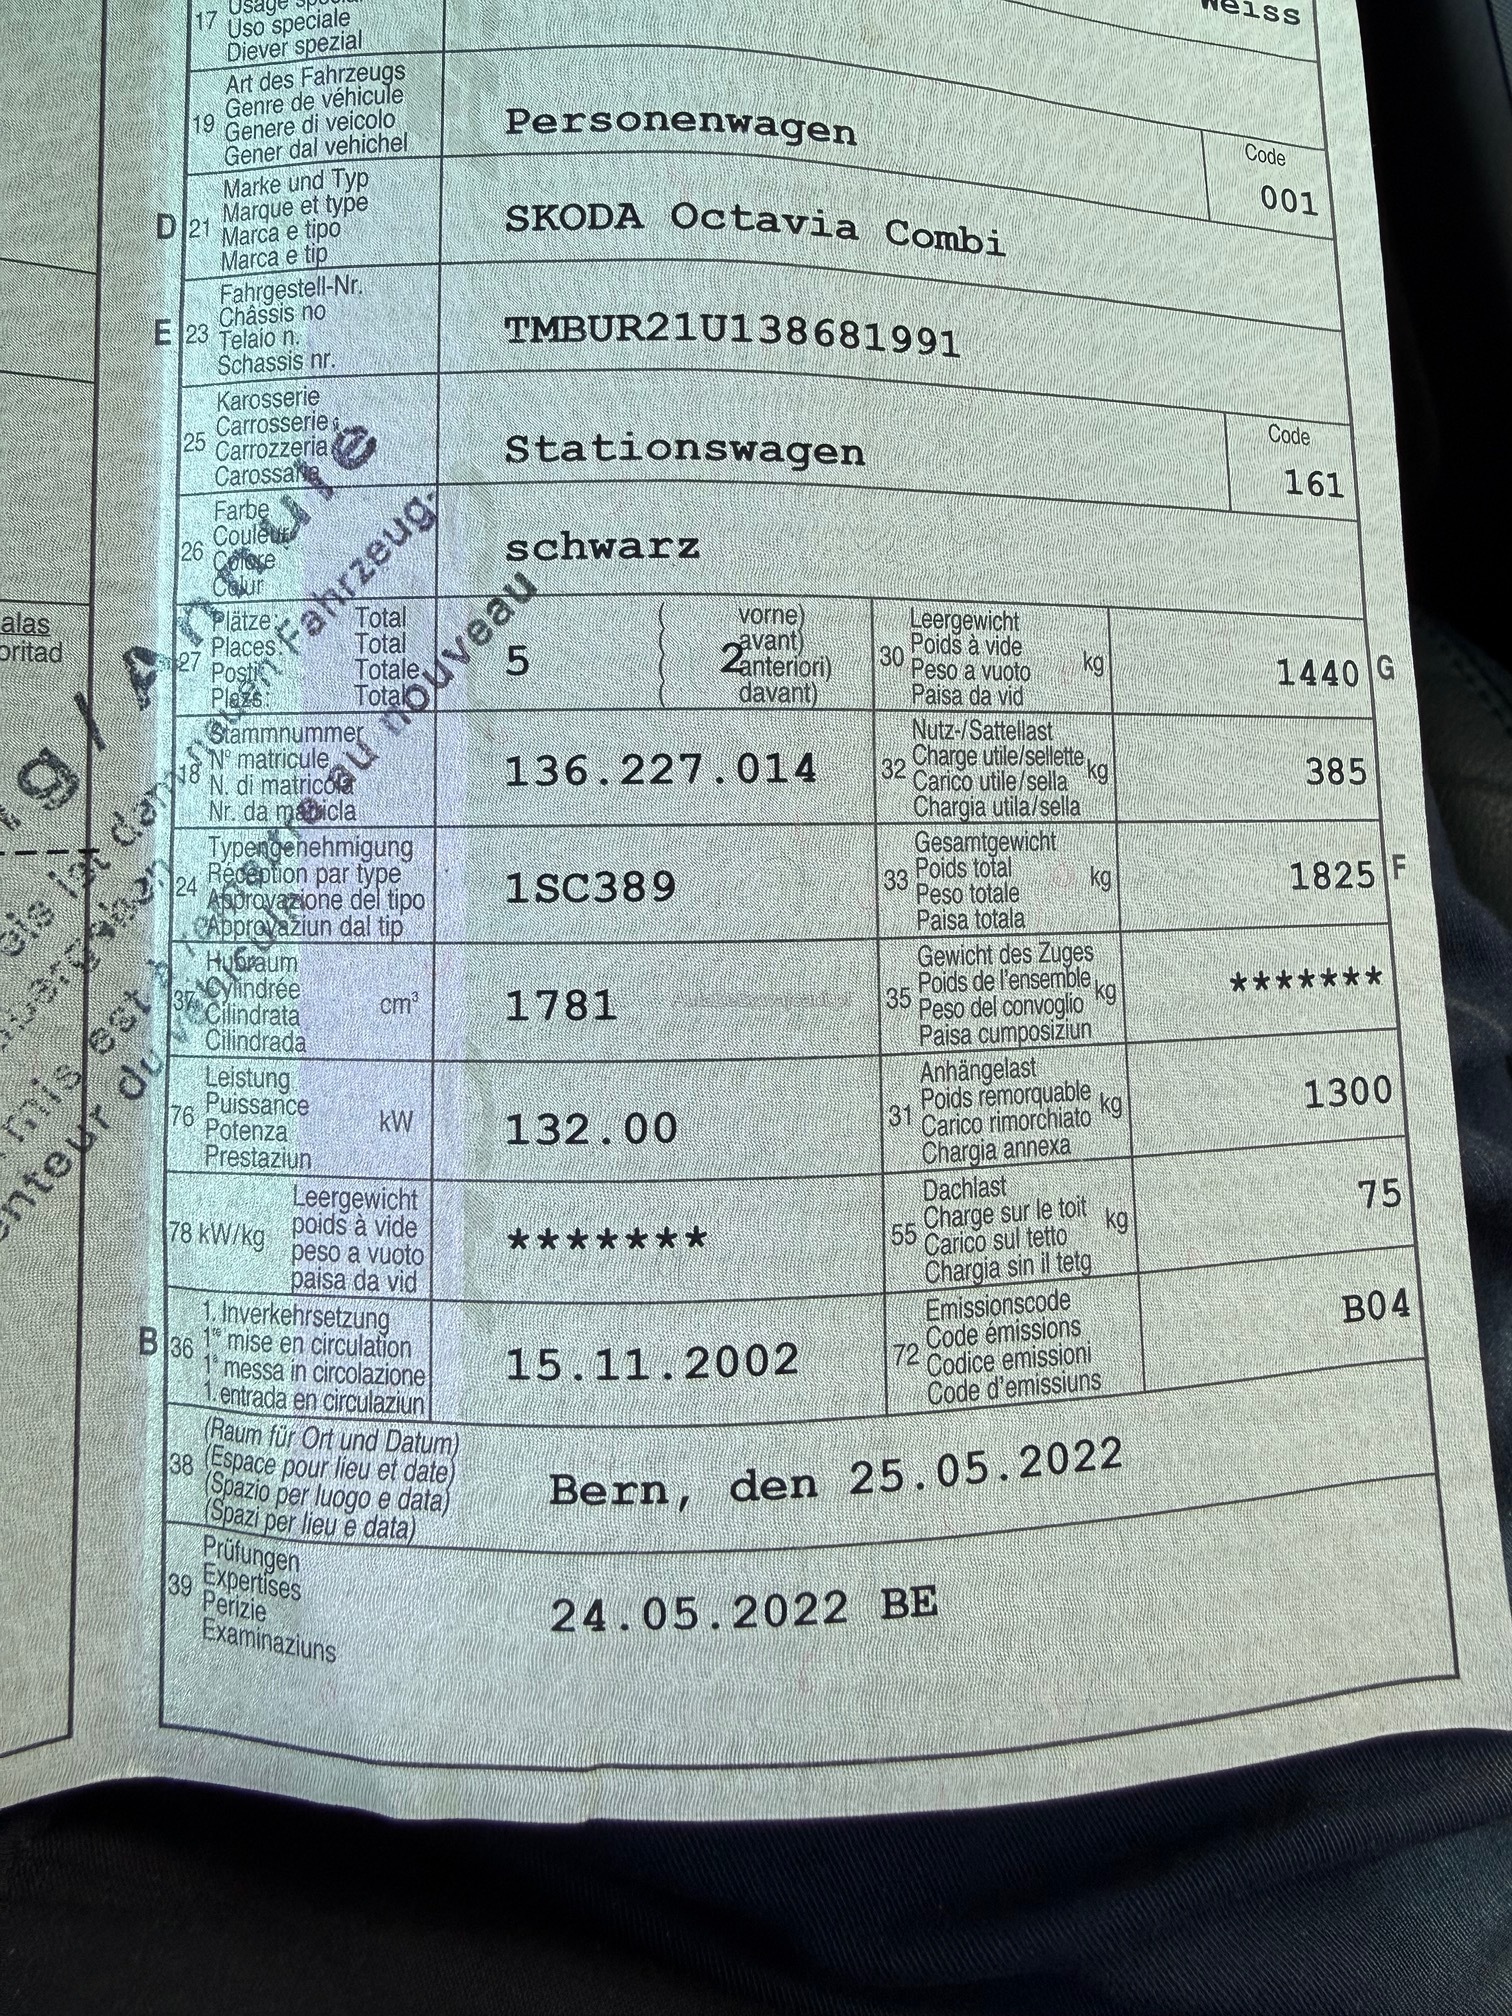 Weiss
17 Uso speciale
Diever spezial
Art des Fahrzeugs
Genre de véhicule
19 Genere di veicolo
Gener dal vehichel
Personenwagen
Code
001
Marke und Typ
Marque et type
D 21 Marca e tipo
Marca e tip
SKODA Octavia Combi
Fahrgestell-Nr.
Châssis no
E 23 Telaio n.
Schassis nr.
TMBUR21U138681991
Karosserie
Carrosserie
25 Carrozzeria
Stationswagen
Code
161
Farbe
Couleur
26 Colore
Colur
schwarz
Plätze: Total
Places: Total
27 Posti: Totale
Plazs: Total
5
( vorne)
( 2 avant)
( anteriori)
( davant)
Leergewicht
Poids à vide
30 Peso a vuoto kg
Paisa da vid
1440 G
Stammnummer
N° matricule
18 N. di matricola
Nr. da matricla
136.227.014
Nutz-/Sattellast
Charge utile/sellette
32 Carico utile/sella kg
Chargia utila/sella
385
Typengenehmigung
Réception par type
24 Approvazione del tipo
Approvaziun dal tip
1SC389
Gesamtgewicht
Poids total
33 Peso totale kg
Paisa totala
1825 F
Hubraum
Cylindrée
37 Cilindrata cm³
Cilindrada
1781
Gewicht des Zuges
Poids de l'ensemble
35 Peso del convoglio kg
Paisa cumposiziun
*******
Leistung
Puissance
76 Potenza kW
Prestaziun
132.00
Anhängelast
Poids remorquable
31 Carico rimorchiato kg
Chargia annexa
1300
Leergewicht
78 kW/kg poids à vide
peso a vuoto
paisa da vid
*******
Dachlast
Charge sur le toit
55 Carico sul tetto kg
Chargia sin il tetg
75
1. Inverkehrsetzung
B 36 1re mise en circulation
1a messa in circolazione
1. entrada en circulaziun
15.11.2002
Emissionscode
Code émissions
72 Codice emissioni
Code d'emissiuns
B04
(Raum für Ort und Datum)
38 (Espace pour lieu et date)
(Spazio per luogo e data)
(Spazi per lieu e data)
Bern, den 25.05.2022
Prüfungen
39 Expertises
Perizie
Examinaziuns
24.05.2022 BE
Annulé
Fahrzeug-
au nouveau